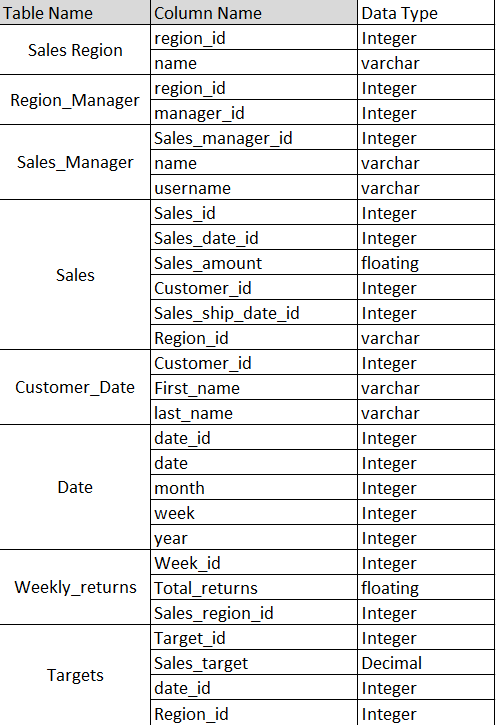 Table Name Column Name Data Type
Sales Region region_id Integer
name varchar
Region_Manager region_id Integer
manager_id Integer
Sales_Manager Sales_manager_id Integer
name varchar
username varchar
Sales Sales_id Integer
Sales_date_id Integer
Sales_amount floating
Customer_id Integer
Sales_ship_date_id Integer
Region_id varchar
Customer_Date Customer_id Integer
First_name varchar
last_name varchar
Date date_id Integer
date Integer
month Integer
week Integer
year Integer
Weekly_returns Week_id Integer
Total_returns floating
Sales_region_id Integer
Targets Target_id Integer
Sales_target Decimal
date_id Integer
Region_id Integer